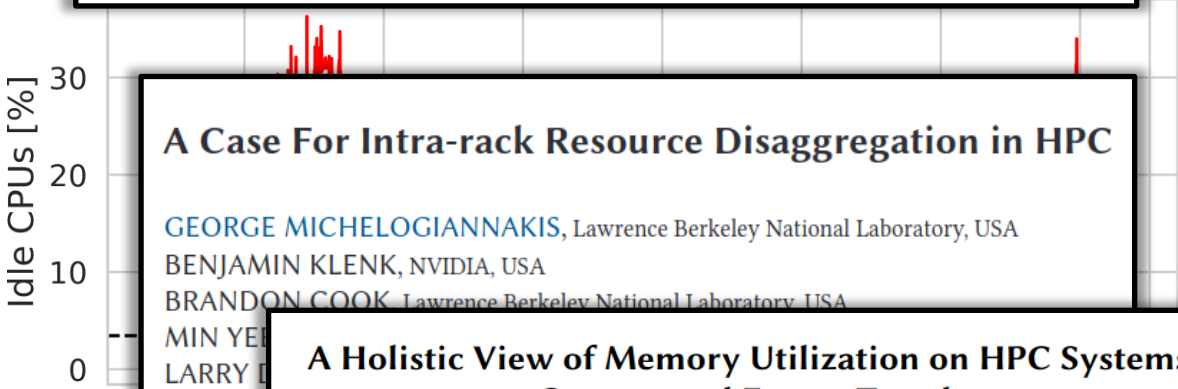 Idle CPUs [%]
30
20
10
0
A Case For Intra-rack Resource Disaggregation in HPC
GEORGE MICHELOGIANNAKIS, Lawrence Berkeley National Laboratory, USA
BENJAMIN KLENK, NVIDIA, USA
BRANDON COOK, Lawrence Berkeley National Laboratory, USA
MIN
LARRY
A Holistic View of Memory Utilization on HPC Systems